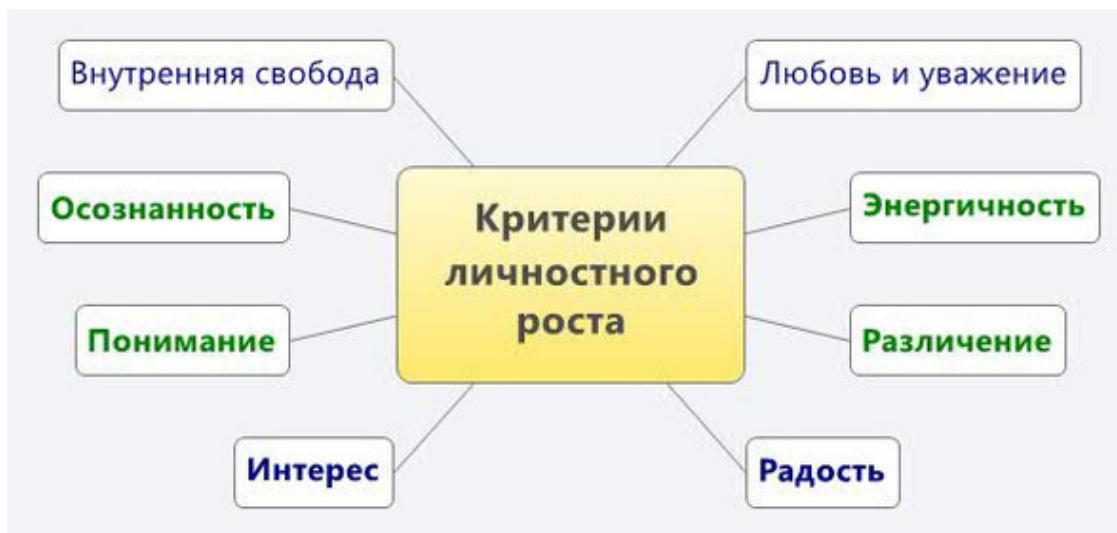 Внутренняя свобода
Любовь и уважение
Осознанность
Энергичность
Критерии
личностного
роста
Понимание
Различение
Интерес
Радость